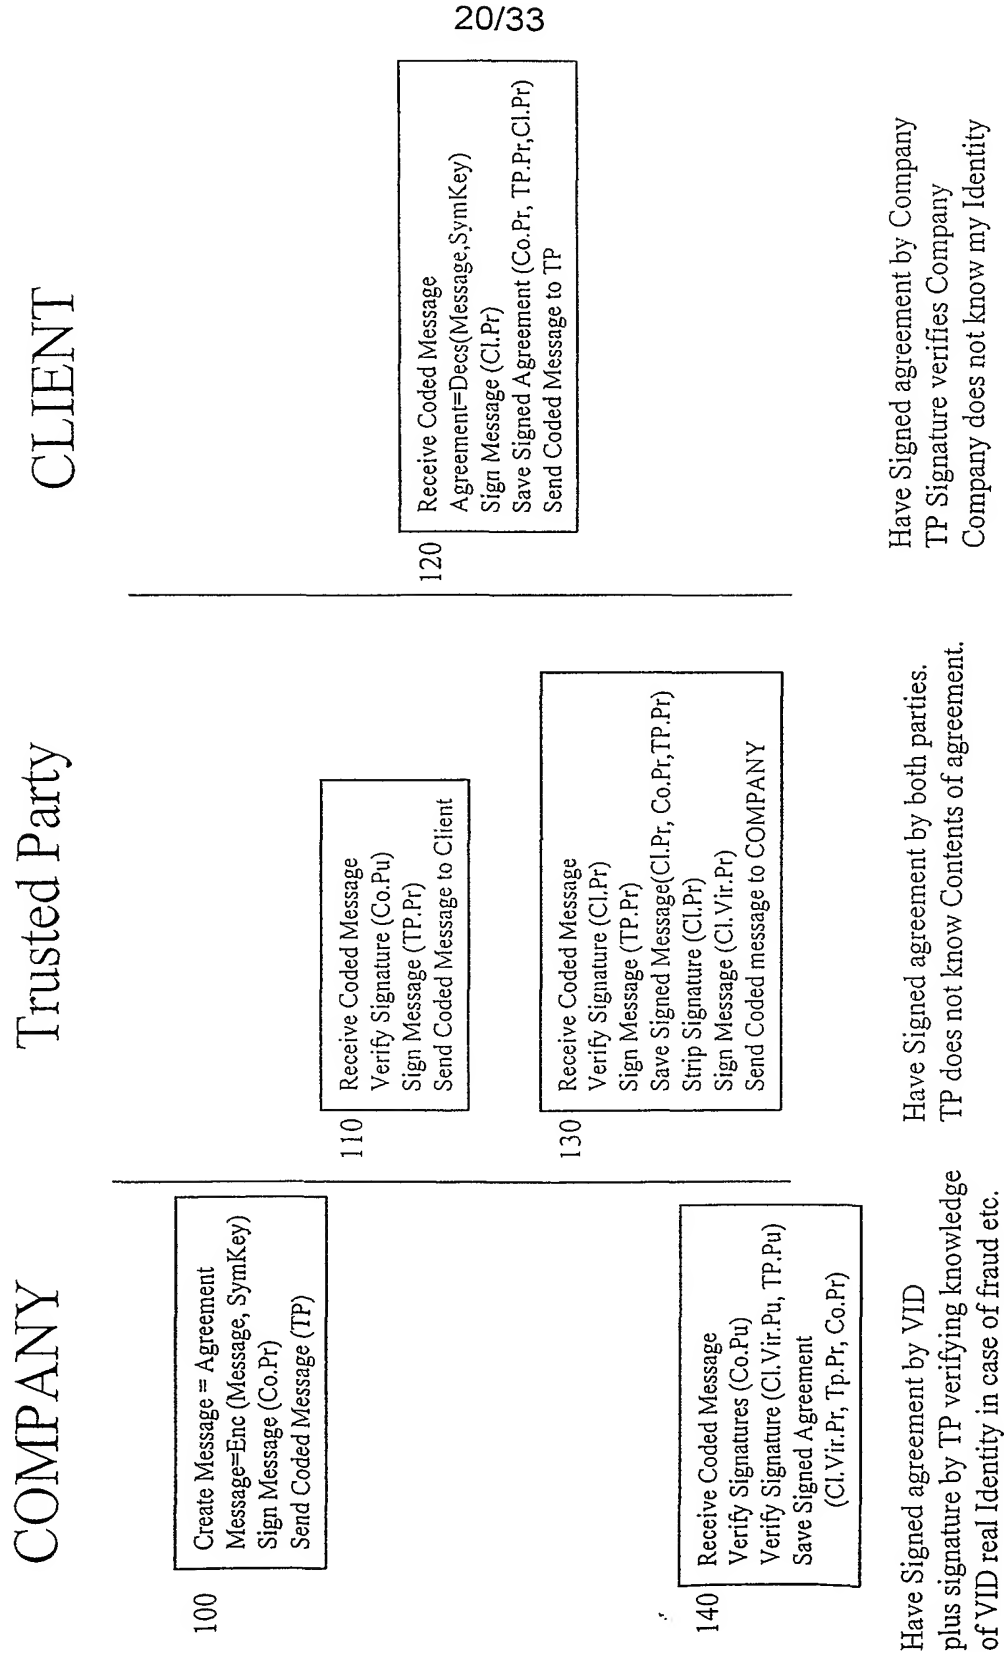 20/33
COMPANY
Trusted Party
CLIENT
100
Create Message = Agreement
Message=Enc (Message, SymKey)
Sign Message (Co.Pr)
Send Coded Message (TP)
110
Receive Coded Message
Verify Signature (Co.Pu)
Sign Message (TP.Pr)
Send Coded Message to Client
120
Receive Coded Message
Agreement=Decs(Message,SymKey)
Sign Message (Cl.Pr)
Save Signed Agreement (Co.Pr, TP.Pr,Cl.Pr)
Send Coded Message to TP
130
Receive Coded Message
Verify Signature (Cl.Pr)
Sign Message (TP.Pr)
Save Signed Message(Cl.Pr, Co.Pr,TP.Pr)
Strip Signature (Cl.Pr)
Sign Message (Cl.Vir.Pr)
Send Coded message to COMPANY
140
Receive Coded Message
Verify Signatures (Co.Pu)
Verify Signature (Cl.Vir.Pu, TP.Pu)
Save Signed Agreement
(Cl.Vir.Pr, Tp.Pr, Co.Pr)
Have Signed agreement by VID
plus signature by TP verifying knowledge
of VID real Identity in case of fraud etc.
Have Signed agreement by both parties.
TP does not know Contents of agreement.
Have Signed agreement by Company
TP Signature verifies Company
Company does not know my Identity